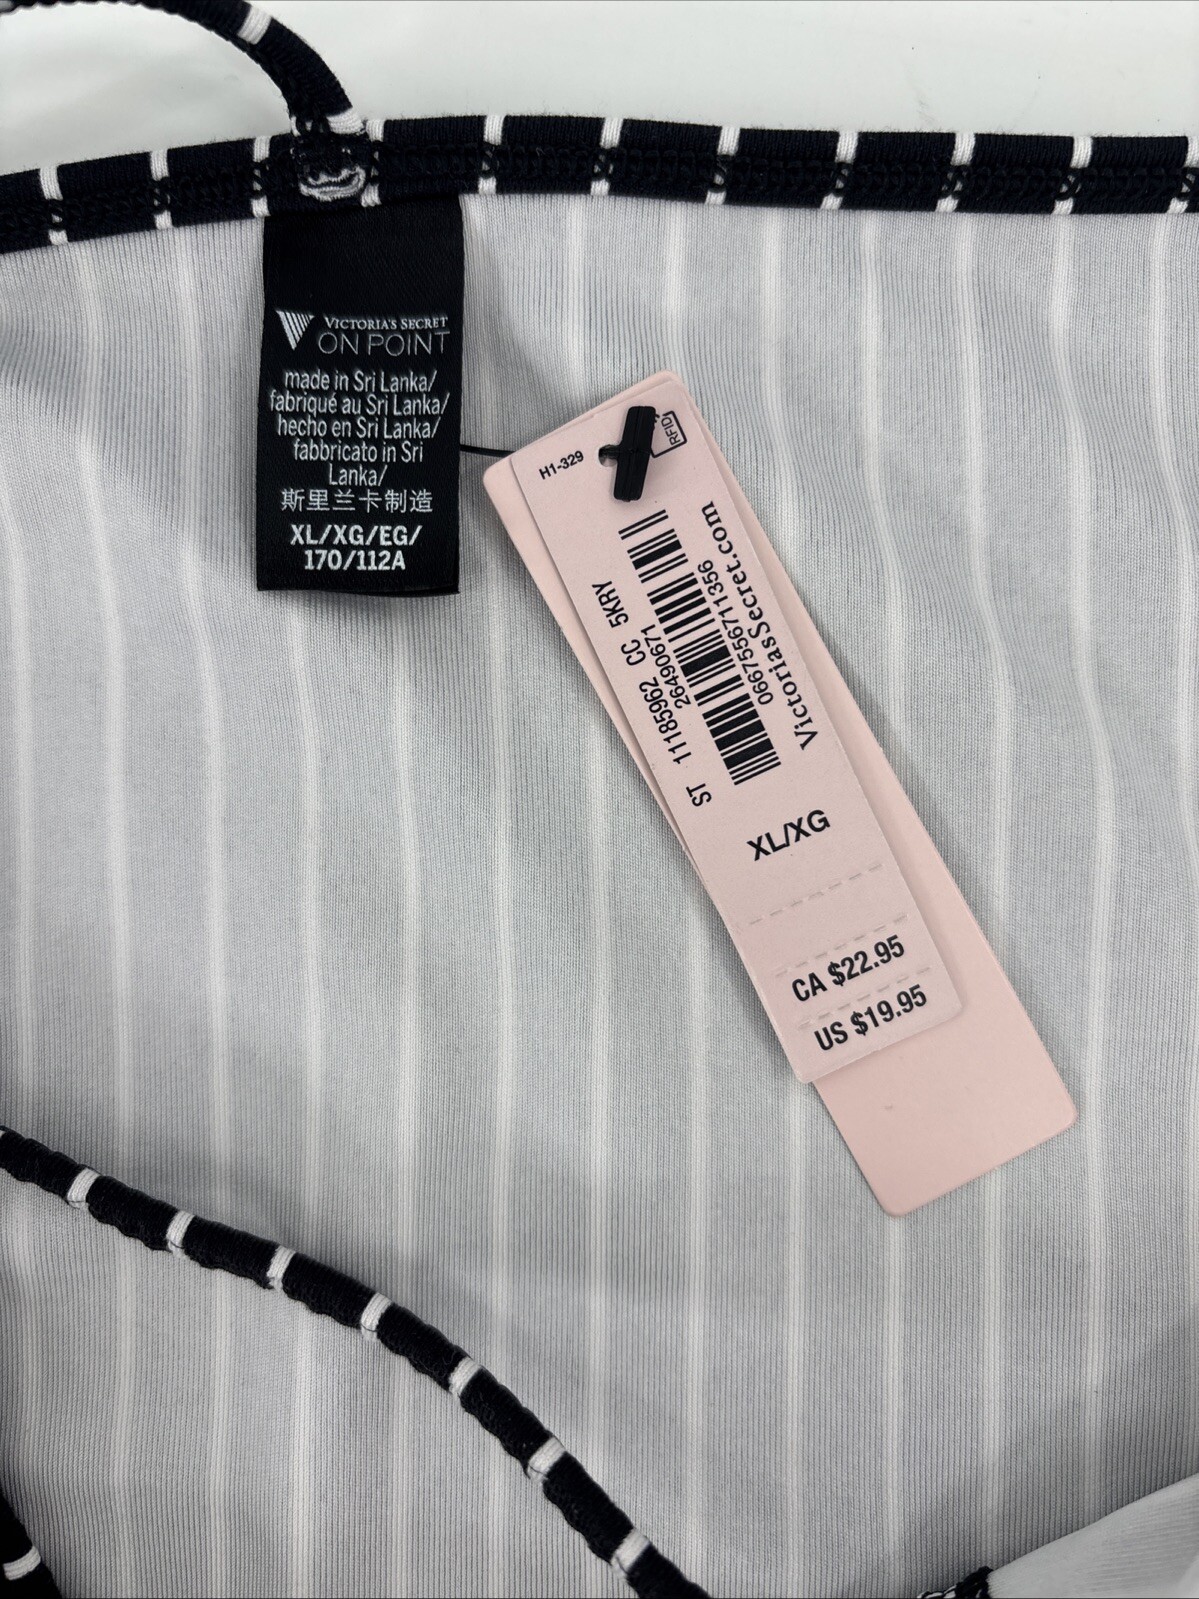 VICTORIA'S SECRET
ON POINT
made in Sri Lanka/
fabriqué au Sri Lanka/
hecho en Sri Lanka/
fabbricato in Sri
Lanka/
斯里兰卡制造
XL/XG/EG/
170/112A
H1-329
RFID
ST 11185962 CC 5KRY
26490671
0667556711356
VictoriasSecret.com
XL/XG
CA $22.95
US $19.95